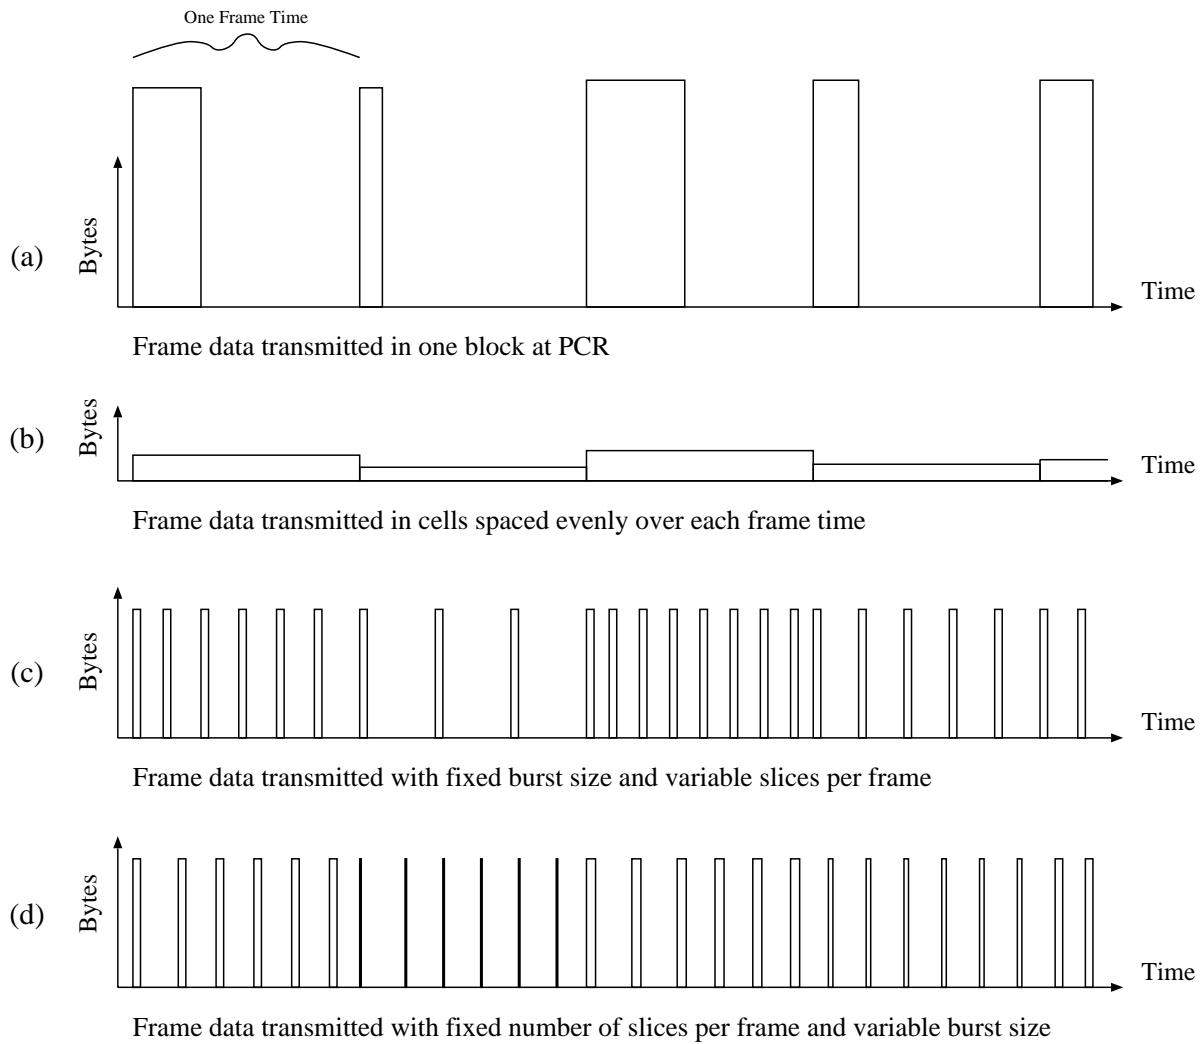 One Frame Time
(a)
Bytes
Time
Frame data transmitted in one block at PCR
(b)
Bytes
Time
Frame data transmitted in cells spaced evenly over each frame time
(c)
Bytes
Time
Frame data transmitted with fixed burst size and variable slices per frame
(d)
Bytes
Time
Frame data transmitted with fixed number of slices per frame and variable burst size